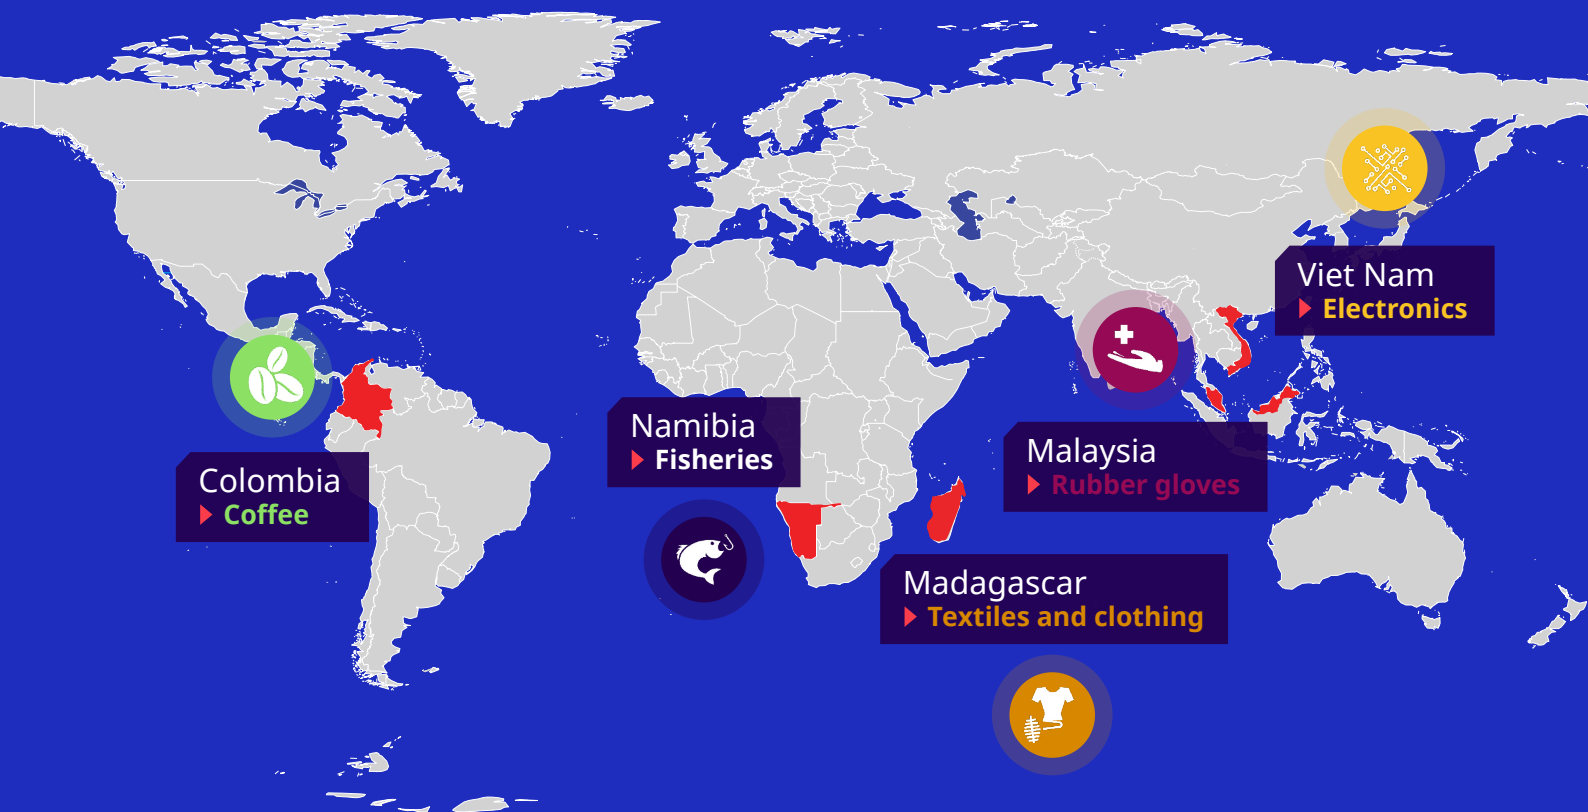 Viet Nam
Electronics
Namibia
Fisheries
Malaysia
Rubber gloves
Colombia
Coffee
Madagascar
Textiles and clothing